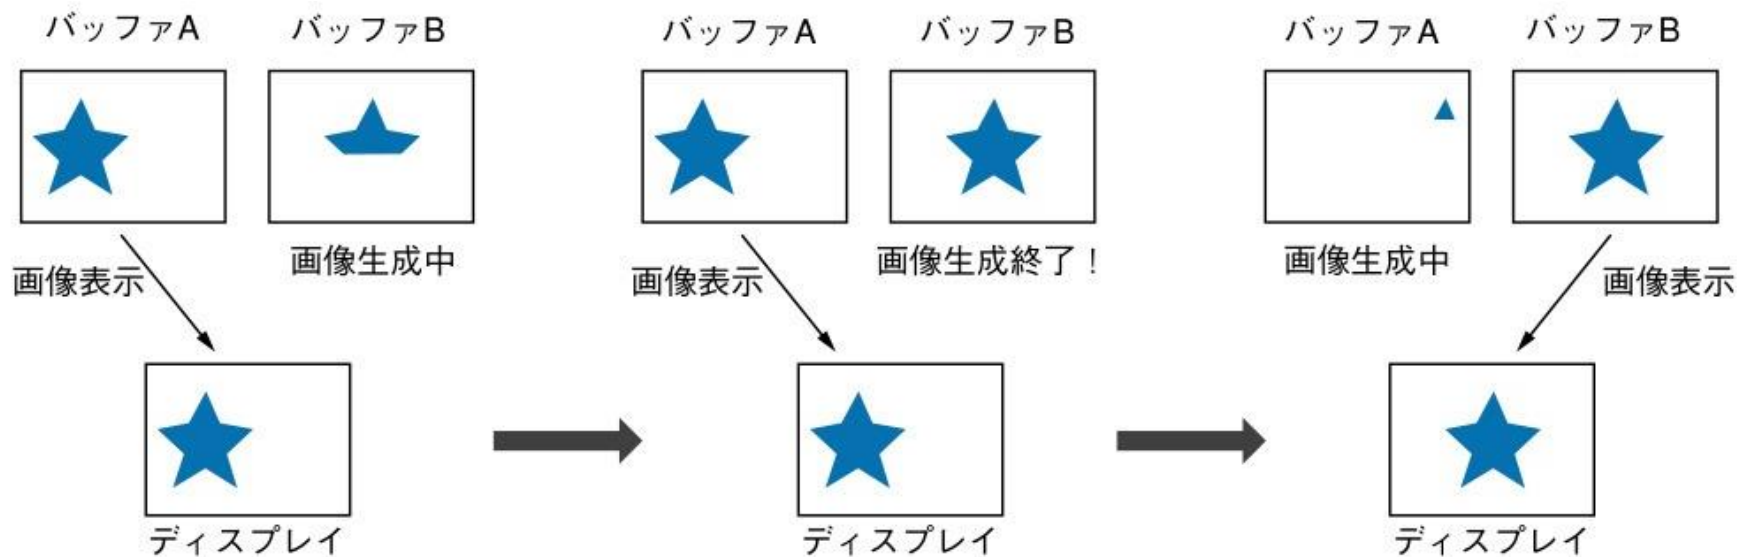 バッファA
バッファB
画像生成中
画像表示
ディスプレイ
バッファA
バッファB
画像生成終了！
画像表示
ディスプレイ
バッファA
バッファB
画像生成中
画像表示
ディスプレイ